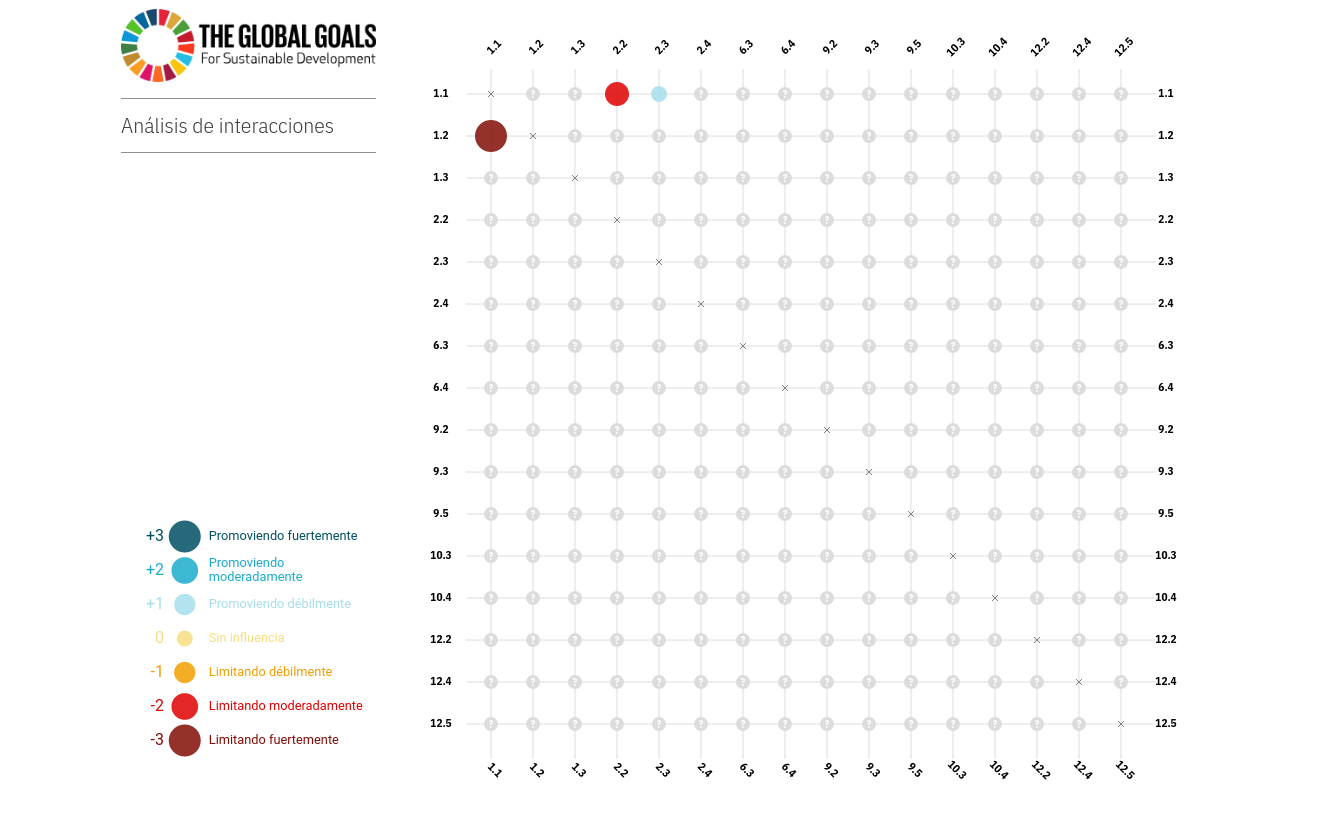 THE GLOBAL GOALS
For Sustainable Development
Análisis de interacciones
1.1 1.2 1.3 2.2 2.3 2.4 6.3 6.4 9.2 9.3 9.5 10.3 10.4 12.2 12.4 12.5
1.1 1.1
1.2 1.2
1.3 1.3
2.2 2.2
2.3 2.3
2.4 2.4
6.3 6.3
6.4 6.4
9.2 9.2
9.3 9.3
9.5 9.5
10.3 10.3
10.4 10.4
12.2 12.2
12.4 12.4
12.5 12.5
1.1 1.2 1.3 2.2 2.3 2.4 6.3 6.4 9.2 9.3 9.5 10.3 10.4 12.2 12.4 12.5
+3 Promoviendo fuertemente
+2 Promoviendo
moderadamente
+1 Promoviendo débilmente
0 Sin influencia
-1 Limitando débilmente
-2 Limitando moderadamente
-3 Limitando fuertemente